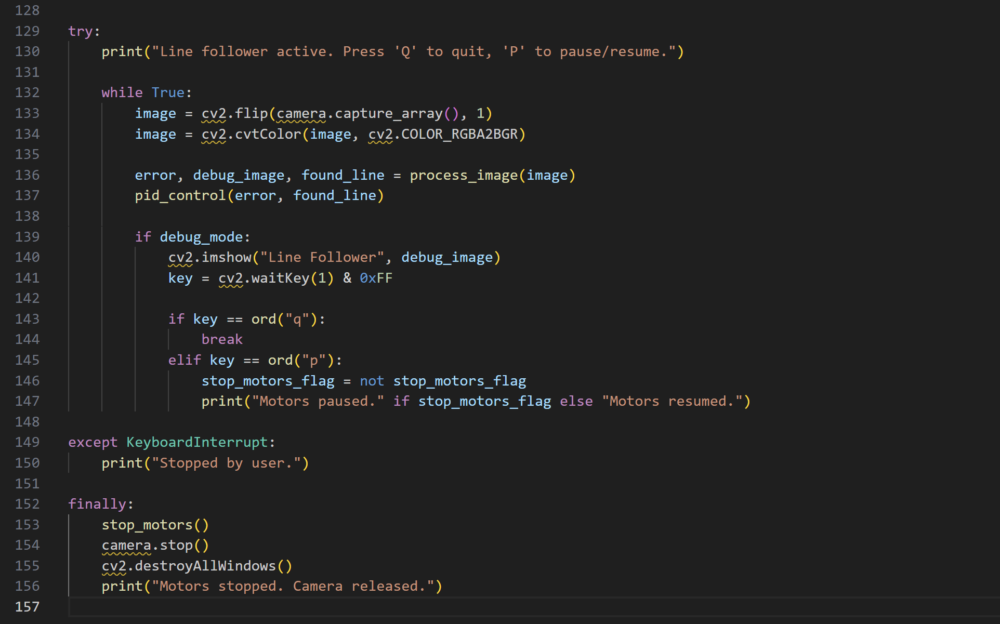 128
129 try:
130     print("Line follower active. Press 'Q' to quit, 'P' to pause/resume.")
131
132     while True:
133         image = cv2.flip(camera.capture_array(), 1)
134         image = cv2.cvtColor(image, cv2.COLOR_RGBA2BGR)
135
136         error, debug_image, found_line = process_image(image)
137         pid_control(error, found_line)
138
139         if debug_mode:
140             cv2.imshow("Line Follower", debug_image)
141             key = cv2.waitKey(1) & 0xFF
142
143             if key == ord("q"):
144                 break
145             elif key == ord("p"):
146                 stop_motors_flag = not stop_motors_flag
147                 print("Motors paused." if stop_motors_flag else "Motors resumed.")
148
149 except KeyboardInterrupt:
150     print("Stopped by user.")
151
152 finally:
153     stop_motors()
154     camera.stop()
155     cv2.destroyAllWindows()
156     print("Motors stopped. Camera released.")
157